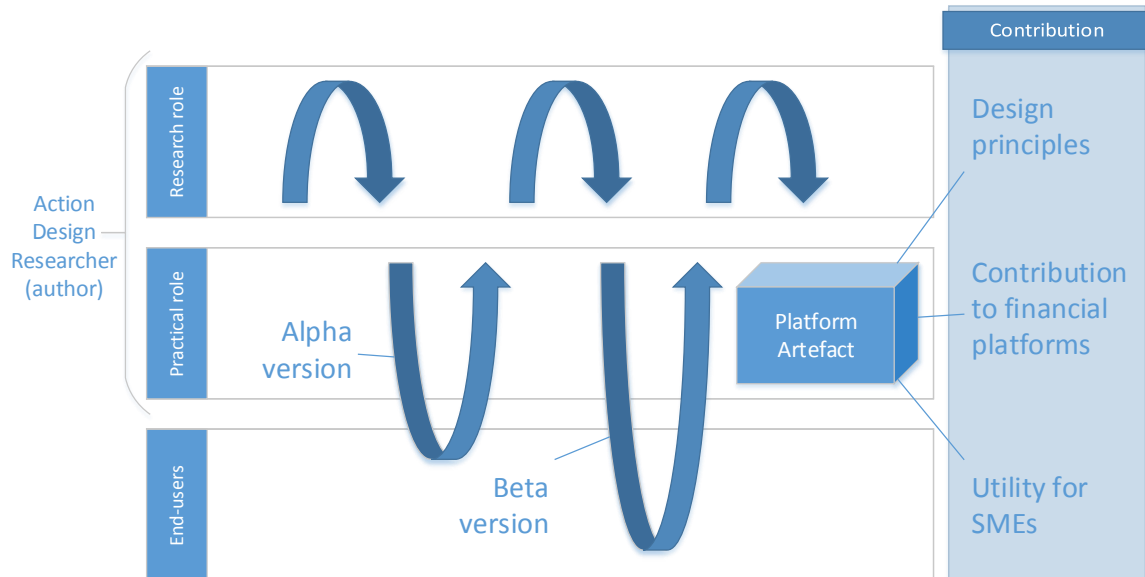 Contribution
Research role
Design
principles
Action
Design
Researcher
(author)
Practical role
Alpha
version
Platform
Artefact
Contribution
to financial
platforms
End-users
Beta
version
Utility for
SMEs